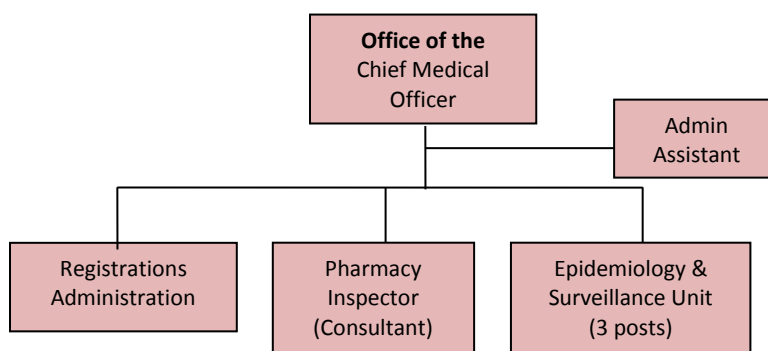 Office of the
Chief Medical
Officer
Admin
Assistant
Registrations
Administration
Pharmacy
Inspector
(Consultant)
Epidemiology &
Surveillance Unit
(3 posts)